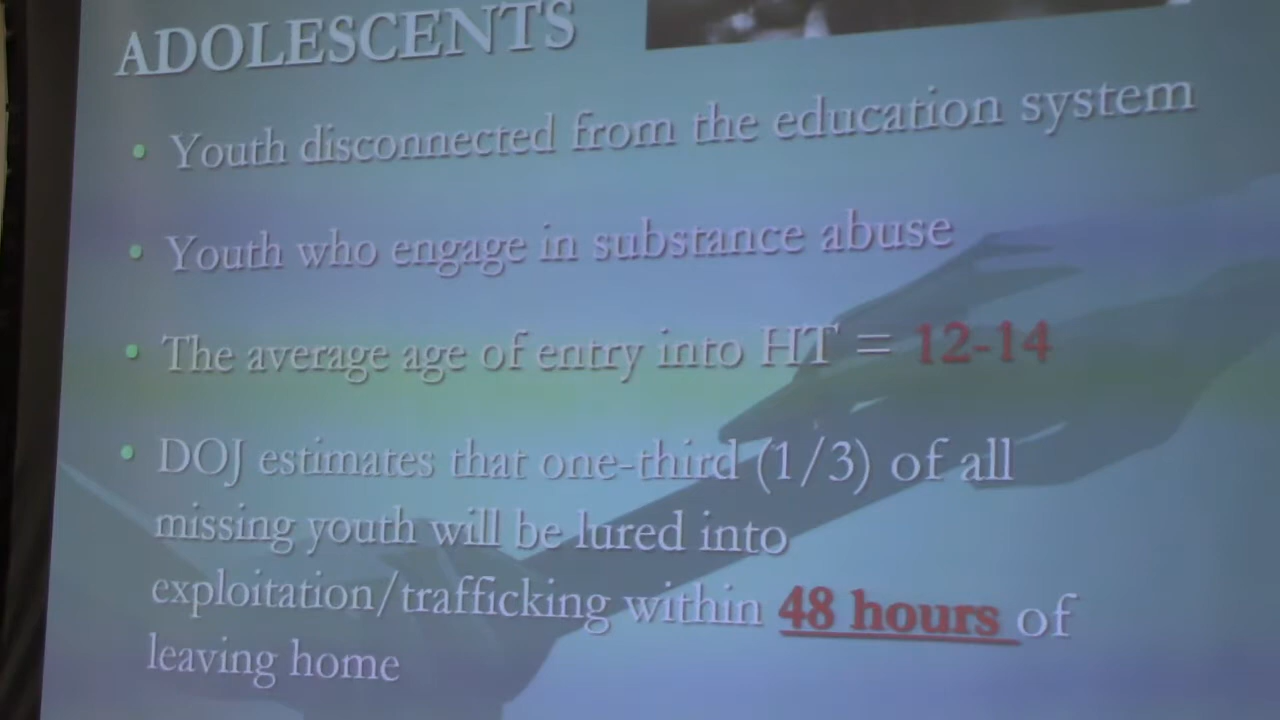 ADOLESCENTS
• Youth disconnected from the education system
• Youth who engage in substance abuse
• The average age of entry into HT = 12-14
• DOJ estimates that one-third (1/3) of all
missing youth will be lured into
exploitation/trafficking within 48 hours of
leaving home